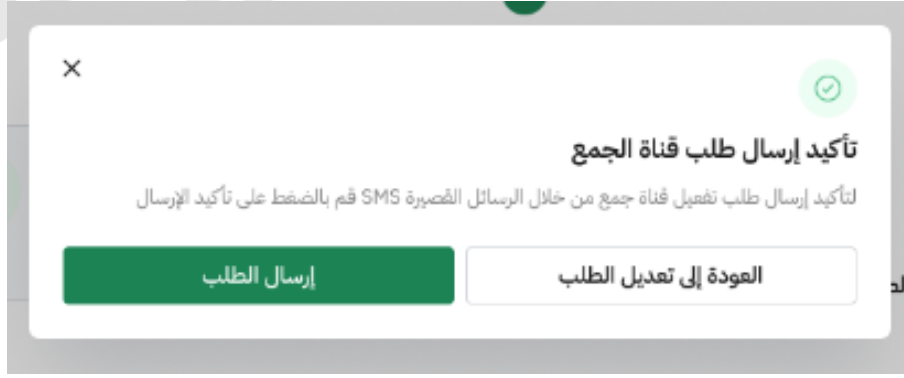 تأكيد إرسال طلب قناة الجمع
لتأكيد إرسال طلب تفعيل قناة جمع من خلال الرسائل القصيرة SMS قم بالضغط على تأكيد الإرسال
العودة إلى تعديل الطلب
إرسال الطلب